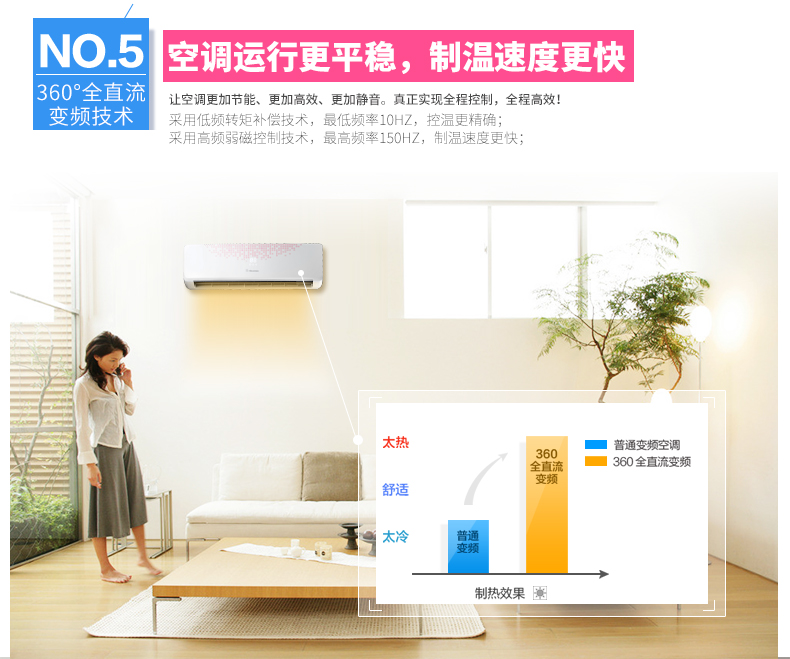 NO.5
360°全直流
变频技术
空调运行更平稳，制温速度更快
让空调更加节能、更加高效、更加静音。真正实现全程控制，全程高效！
采用低频转矩补偿技术，最低频率10HZ，控温更精确；
采用高频弱磁控制技术，最高频率150HZ，制温速度更快；
太热
舒适
太冷
普通
变频
360
全直流
变频
普通变频空调
360 全直流变频
制热效果